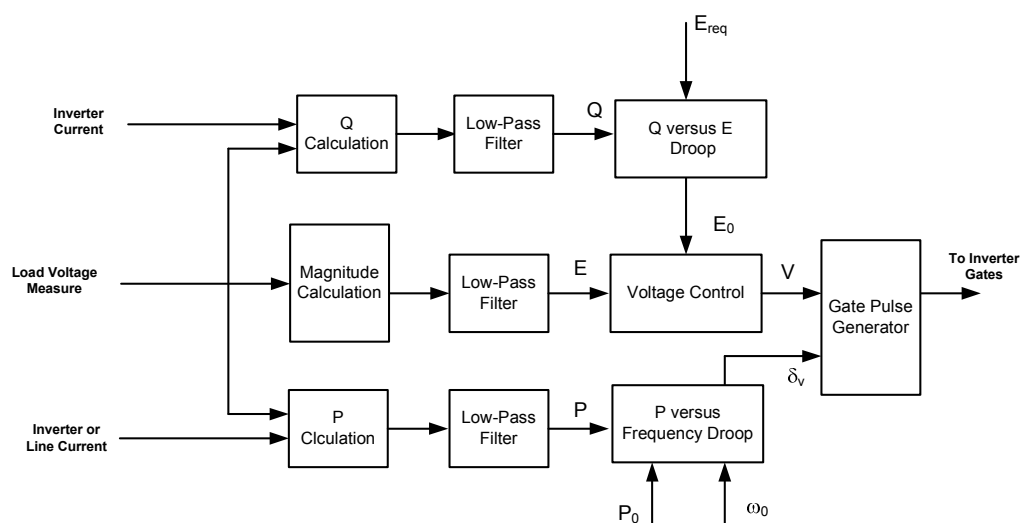 E_req
Inverter
Current
Q
Calculation
Low-Pass
Filter
Q
Q versus E
Droop
E_0
Load Voltage
Measure
Magnitude
Calculation
Low-Pass
Filter
E
Voltage Control
V
Gate Pulse
Generator
To Inverter
Gates
δ_v
Inverter or
Line Current
P
Clculation
Low-Pass
Filter
P
P versus
Frequency Droop
P_0
ω_0